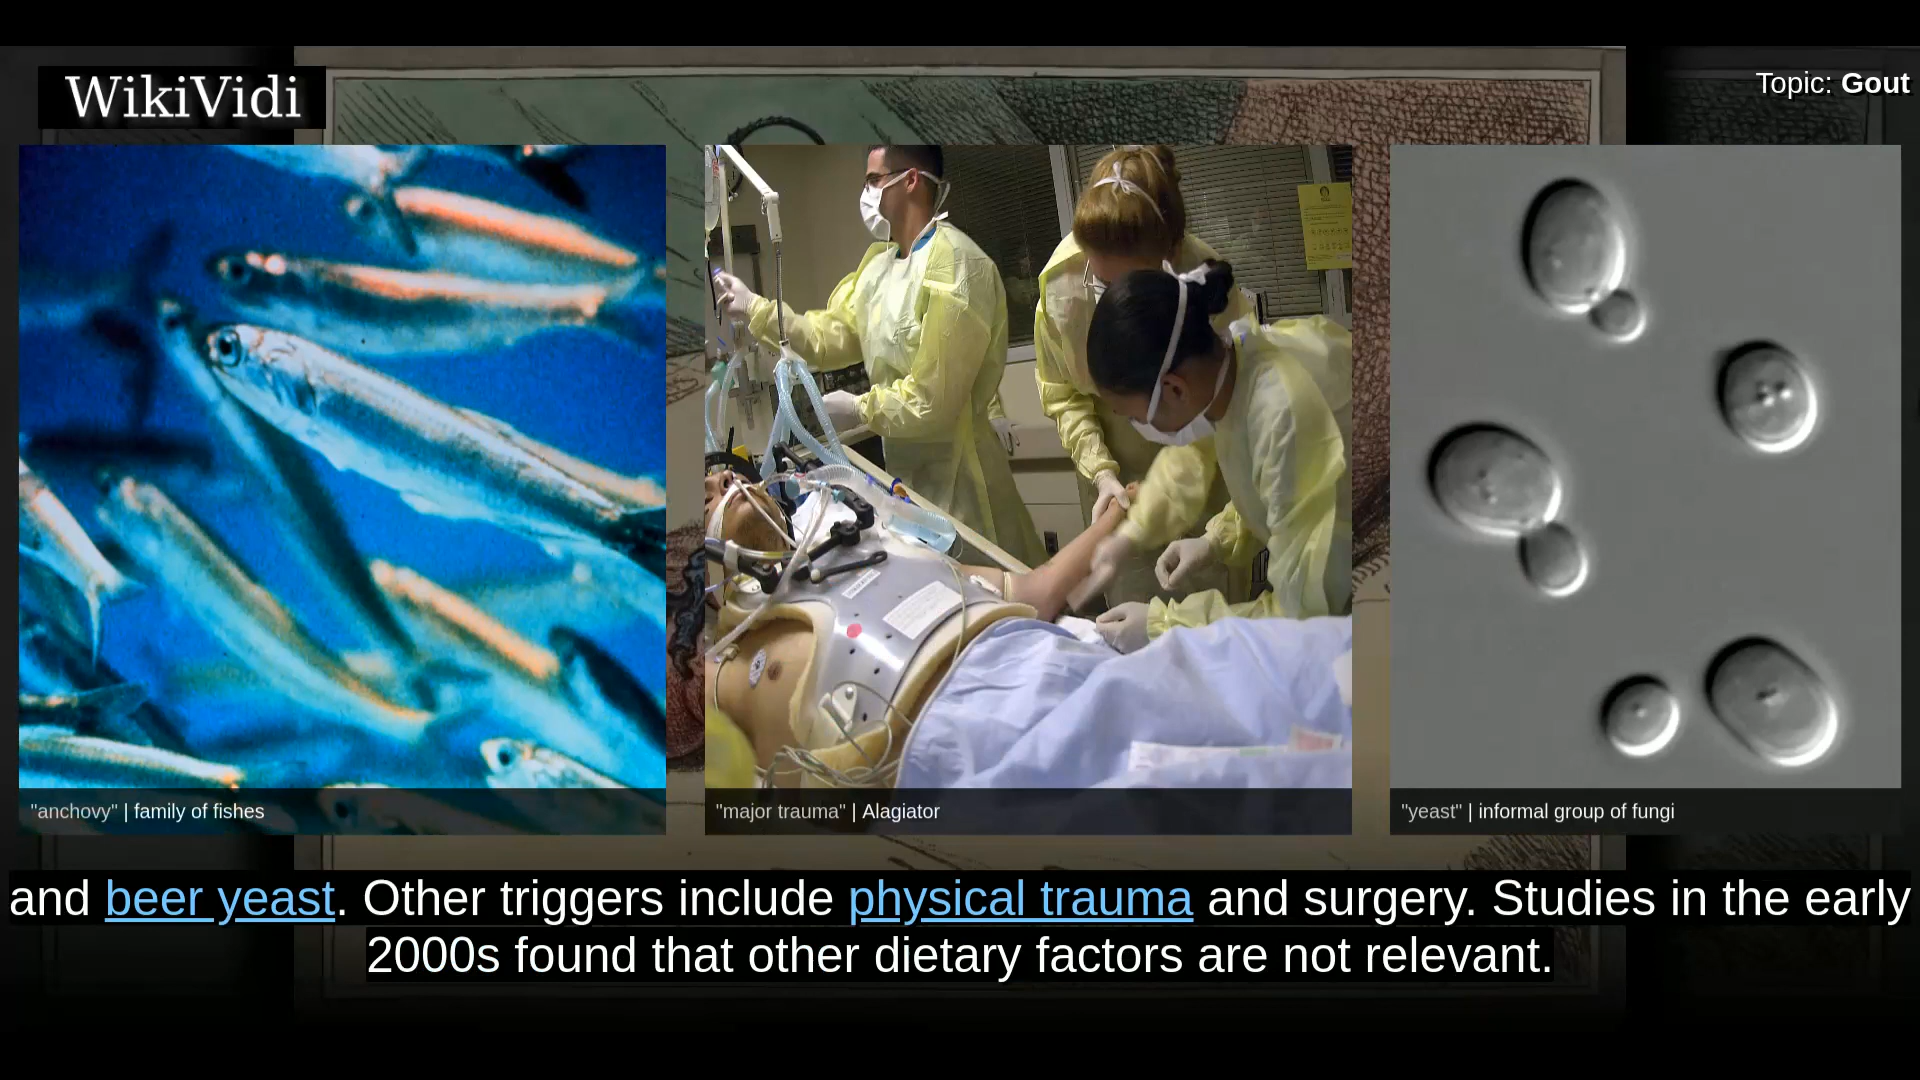 WikiVidi
Topic: Gout
"anchovy" | family of fishes
"major trauma" | Alagiator
"yeast" | informal group of fungi
and beer yeast. Other triggers include physical trauma and surgery. Studies in the early
2000s found that other dietary factors are not relevant.